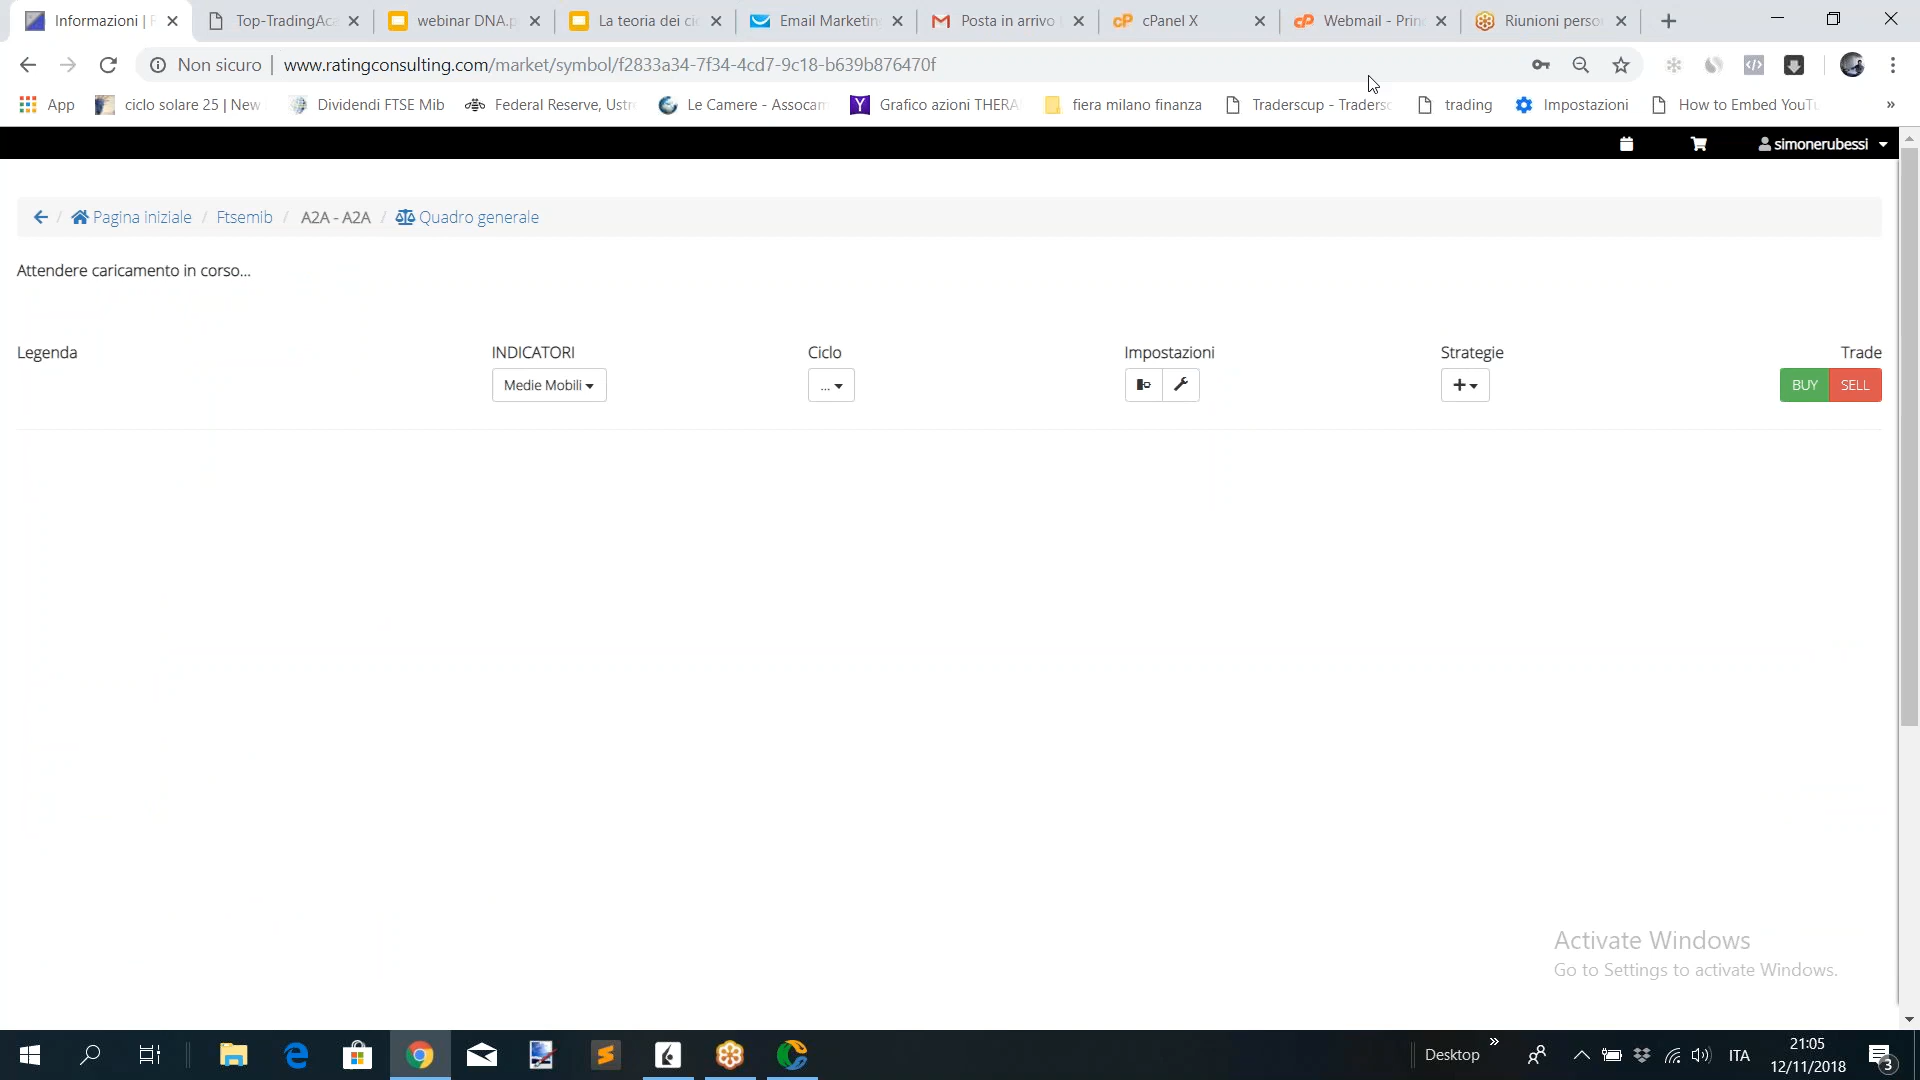 Informazioni |
Top-TradingAca
webinar DNA.p
La teoria dei ci
Email Marketin
Posta in arrivo
cPanel X
Webmail - Princ
Riunioni perso
Non sicuro
www.ratingconsulting.com/market/symbol/f2833a34-7f34-4cd7-9c18-b639b876470f
App
ciclo solare 25 | New
Dividendi FTSE Mib
Federal Reserve, Ustr
Le Camere - Assocam
Grafico azioni THERA
fiera milano finanza
Traderscup - Tradersc
trading
Impostazioni
How to Embed YouTu
»
simonerubessi
/ Pagina iniziale / Ftsemib / A2A - A2A / Quadro generale
Attendere caricamento in corso...
Legenda
INDICATORI
Ciclo
Impostazioni
Strategie
Trade
Medie Mobili
...
BUY
SELL
Activate Windows
Go to Settings to activate Windows.
Desktop
»
ITA
21:05
12/11/2018
3